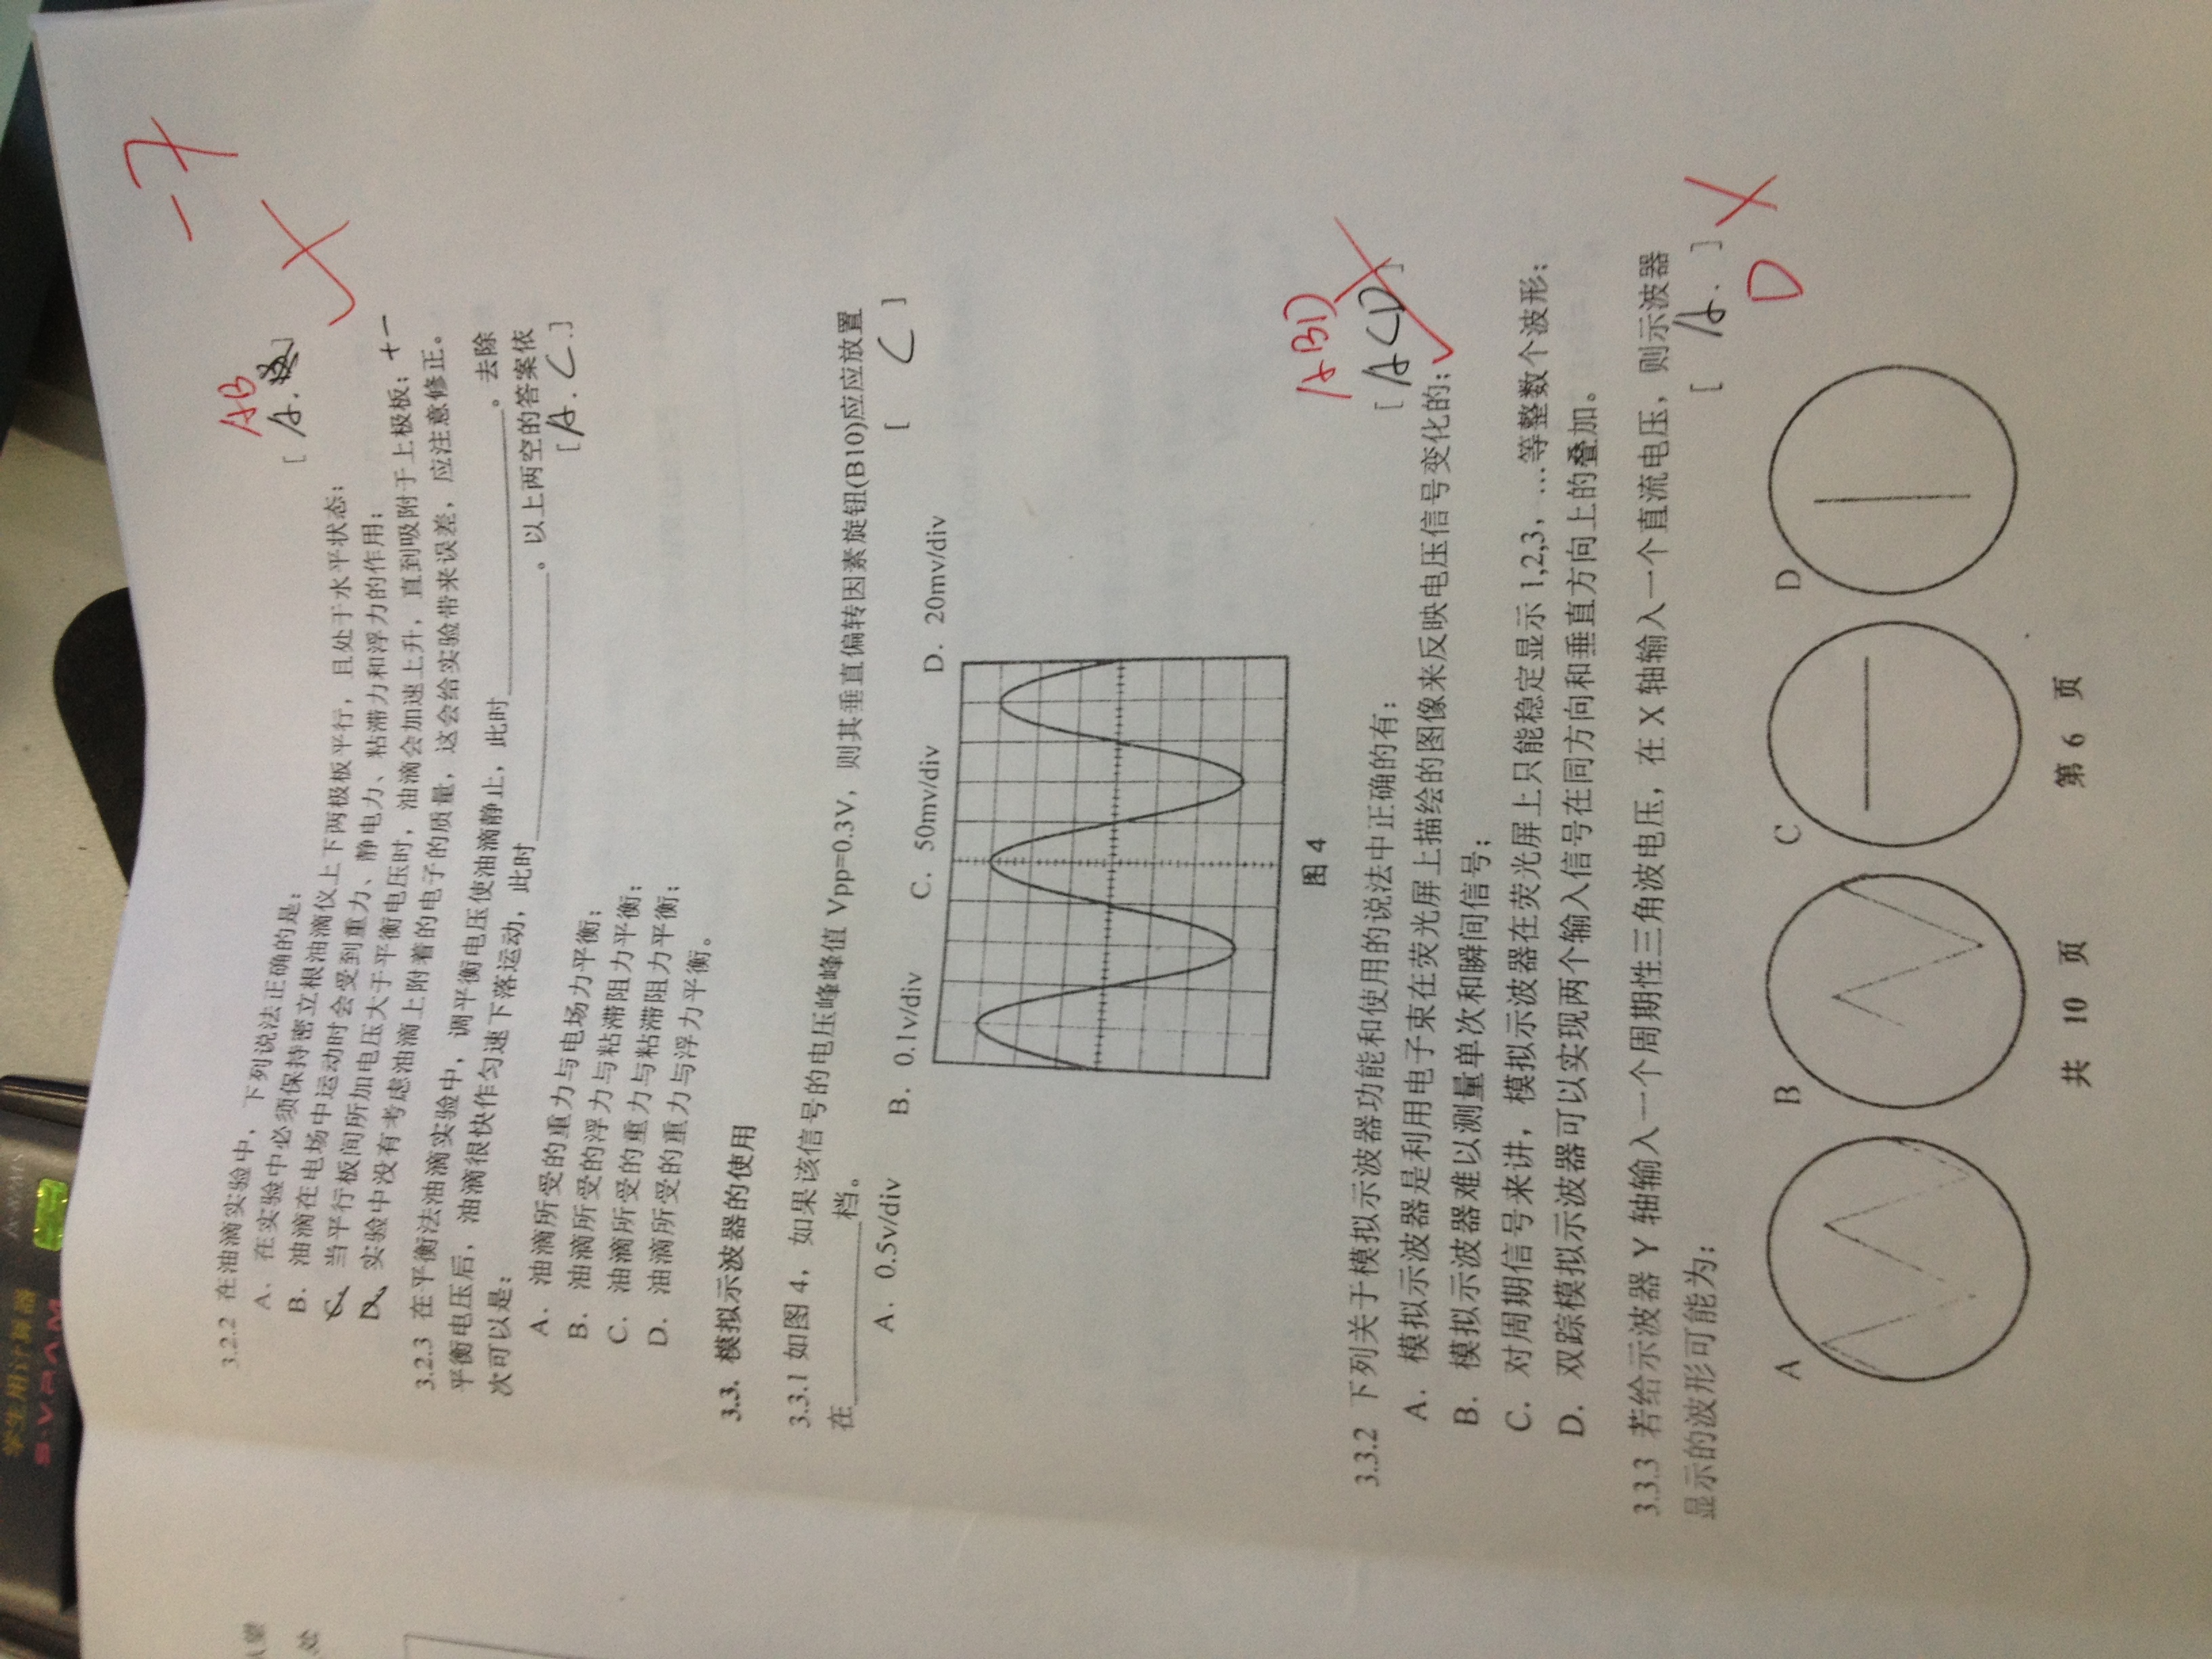 学生用计算器
fx-82MS
-7
3.2.2 在油滴实验中，下列说法正确的是：
AB
[ A. ]
A. 在实验中必须保持密立根油滴仪上下两极板平行，且处于水平状态；
B. 油滴在电场中运动时会受到重力、静电力、粘滞力和浮力的作用；
C. 当平行板间所加电压大于平衡电压时，油滴会加速上升，直到吸附于上极板；+-
D. 实验中没有考虑油滴上附着的电子的质量，这会给实验带来误差，应注意修正。
3.2.3 在平衡法油滴实验中，调平衡电压使油滴静止，此时____________。去除
平衡电压后，油滴很快作匀速下落运动，此时____________。以上两空的答案依
次可以是：
[A. C.]
A. 油滴所受的重力与电场力平衡；
B. 油滴所受的浮力与粘滞阻力平衡；
C. 油滴所受的重力与粘滞阻力平衡；
D. 油滴所受的重力与浮力平衡。
3.3. 模拟示波器的使用
3.3.1 如图 4，如果该信号的电压峰峰值 Vpp=0.3V，则其垂直偏转因素旋钮(B10)应应放置
在____________档。
[ C ]
A. 0.5v/div B. 0.1v/div C. 50mv/div D. 20mv/div
图 4
ABD
3.3.2 下列关于模拟示波器功能和使用的说法中正确的有：
[ ACD ]
A. 模拟示波器是利用电子束在荧光屏上描绘的图像来反映电压信号变化的；
B. 模拟示波器难以测量单次和瞬间信号；
C. 对周期信号来讲，模拟示波器在荧光屏上只能稳定显示 1,2,3，…等整数个波形；
D. 双踪模拟示波器可以实现两个输入信号在同方向和垂直方向上的叠加。
3.3.3 若给示波器 Y 轴输入一个周期性三角波电压，在 X 轴输入一个直流电压，则示波器
显示的波形可能为：
[ A. ]
D
A B C D
共 10 页 第 6 页